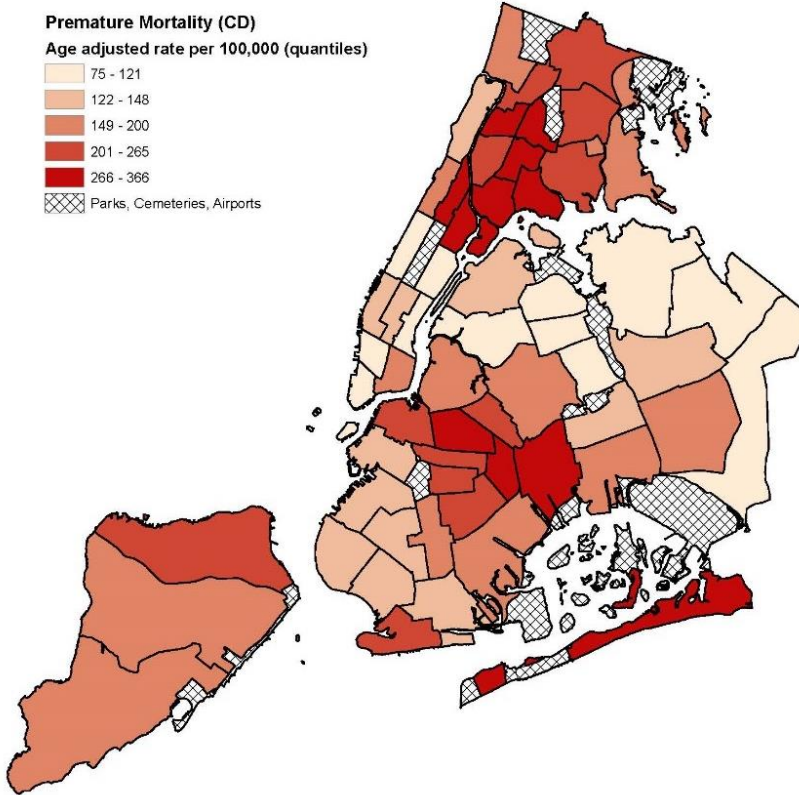 Premature Mortality (CD)
Age adjusted rate per 100,000 (quantiles)
75 - 121
122 - 148
149 - 200
201 - 265
266 - 366
Parks, Cemeteries, Airports